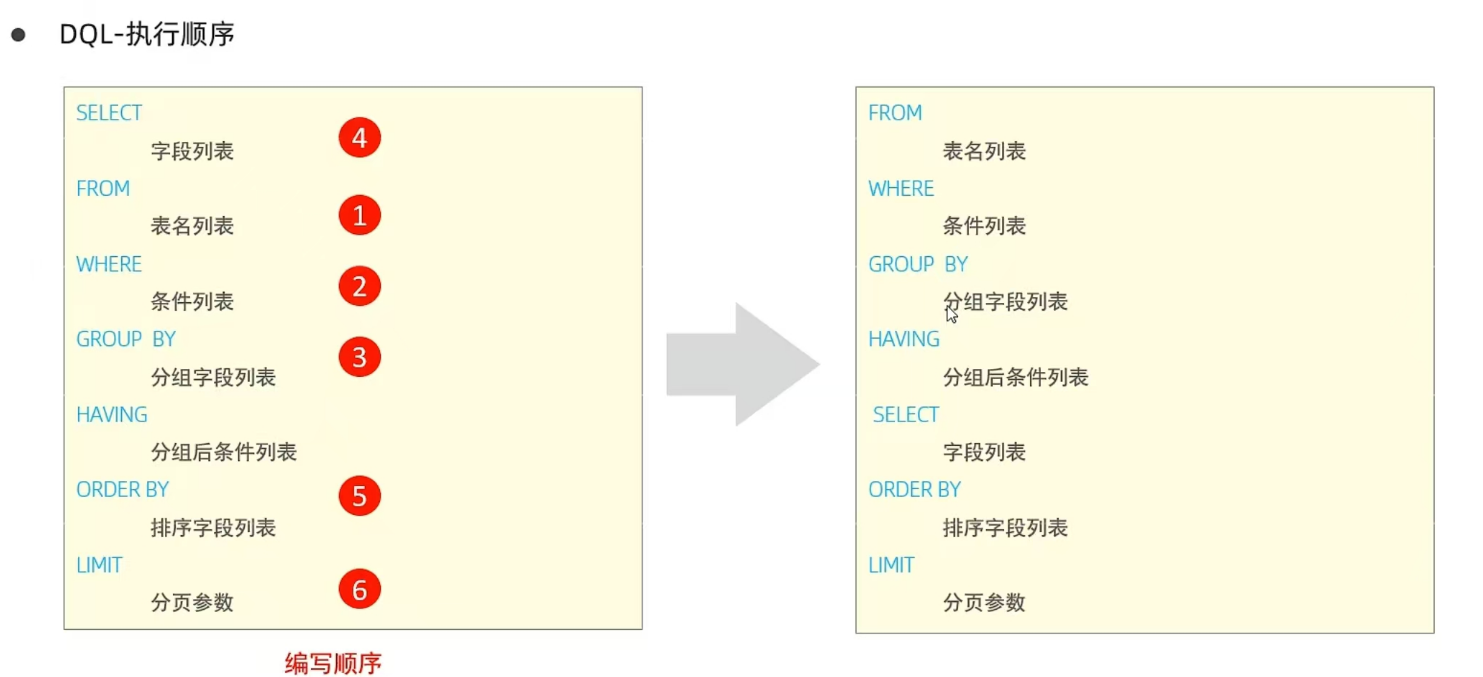 DQL-执行顺序
SELECT
字段列表
4
FROM
表名列表
1
WHERE
条件列表
2
GROUP BY
分组字段列表
3
HAVING
分组后条件列表
ORDER BY
排序字段列表
5
LIMIT
分页参数
6
编写顺序
FROM
表名列表
WHERE
条件列表
GROUP BY
分组字段列表
HAVING
分组后条件列表
SELECT
字段列表
ORDER BY
排序字段列表
LIMIT
分页参数